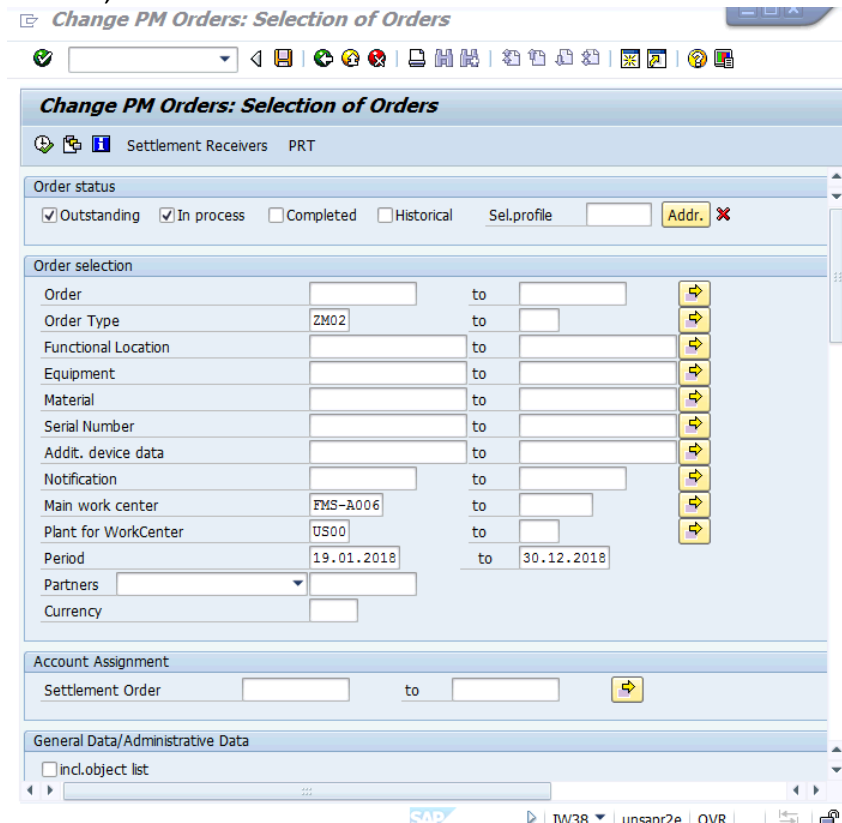 Change PM Orders: Selection of Orders
Change PM Orders: Selection of Orders
Settlement Receivers PRT
Order status
Outstanding In process Completed Historical Sel.profile Addr.
Order selection
Order to
Order Type ZM02 to
Functional Location to
Equipment to
Material to
Serial Number to
Addit. device data to
Notification to
Main work center FMS-A006 to
Plant for WorkCenter US00 to
Period 19.01.2018 to 30.12.2018
Partners
Currency
Account Assignment
Settlement Order to
General Data/Administrative Data
incl.object list
SAP IW38 unsapr2e OVR